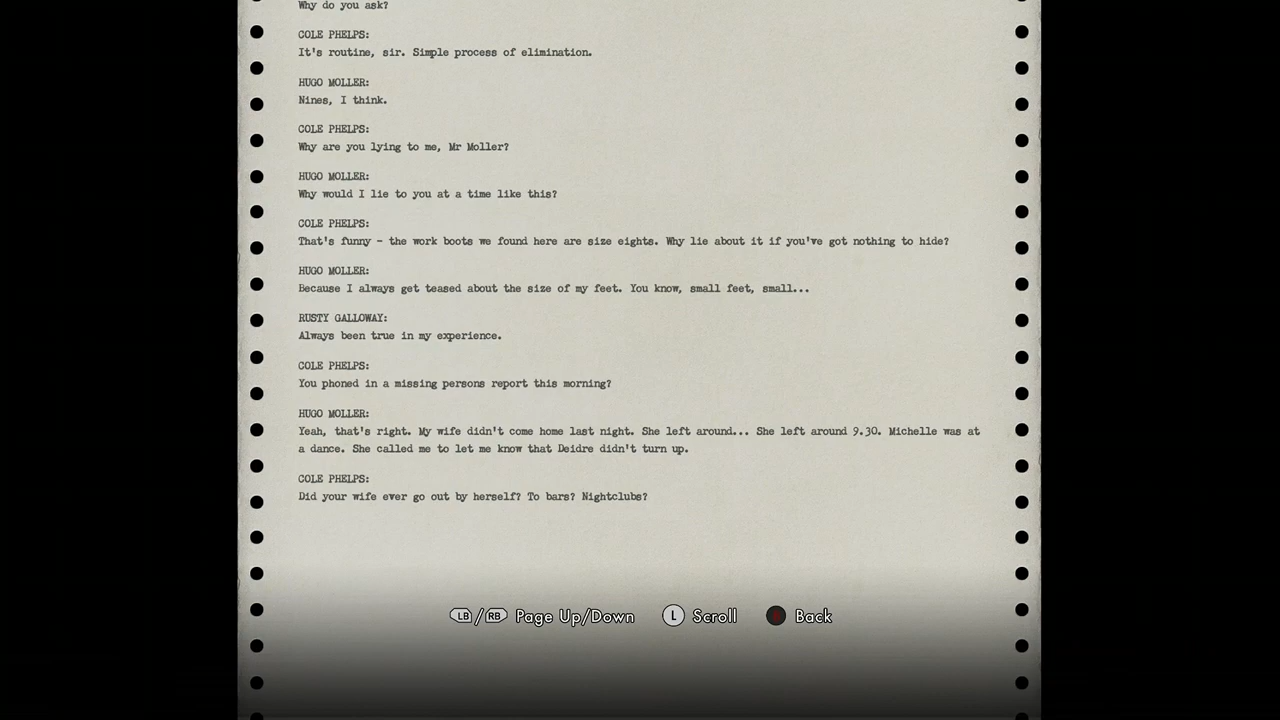 Why do you ask?
COLE PHELPS:
It's routine, sir. Simple process of elimination.
HUGO MOLLER:
Nines, I think.
COLE PHELPS:
Why are you lying to me, Mr Moller?
HUGO MOLLER:
Why would I lie to you at a time like this?
COLE PHELPS:
That's funny - the work boots we found here are size eights. Why lie about it if you've got nothing to hide?
HUGO MOLLER:
Because I always get teased about the size of my feet. You know, small feet, small...
RUSTY GALLOWAY:
Always been true in my experience.
COLE PHELPS:
You phoned in a missing persons report this morning?
HUGO MOLLER:
Yeah, that's right. My wife didn't come home last night. She left around... She left around 9.30. Michelle was at
a dance. She called me to let me know that Deidre didn't turn up.
COLE PHELPS:
Did your wife ever go out by herself? To bars? Nightclubs?
LB/RB Page Up/Down L Scroll Back